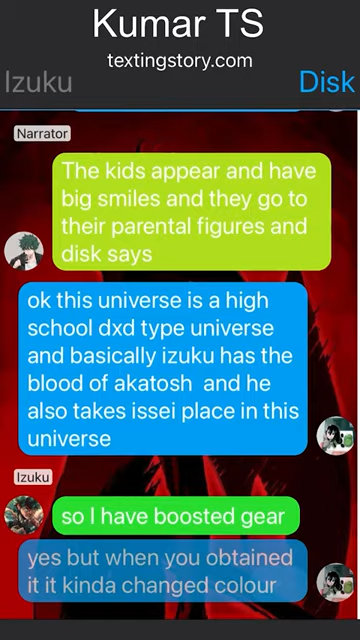 Kumar TS
textingstory.com
Izuku
Disk
Narrator
The kids appear and have
big smiles and they go to
their parental figures and
disk says
ok this universe is a high
school dxd type universe
and basically izuku has the
blood of akatosh and he
also takes issei place in this
universe
Izuku
so I have boosted gear
yes but when you obtained
it it kinda changed colour